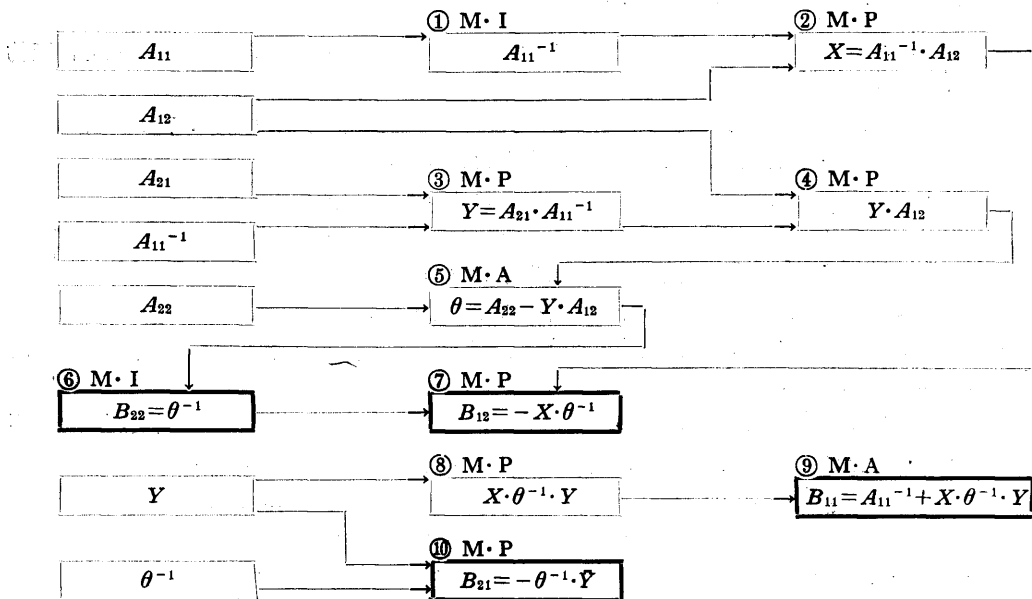 ① M・I
② M・P
A₁₁
A₁₁⁻¹
X=A₁₁⁻¹・A₁₂
A₁₂
A₂₁
③ M・P
④ M・P
Y=A₂₁・A₁₁⁻¹
Y・A₁₂
A₁₁⁻¹
⑤ M・A
A₂₂
θ=A₂₂−Y・A₁₂
⑥ M・I
⑦ M・P
B₂₂=θ⁻¹
B₁₂=−X・θ⁻¹
⑧ M・P
⑨ M・A
Y
X・θ⁻¹・Y
B₁₁=A₁₁⁻¹+X・θ⁻¹・Y
⑩ M・P
θ⁻¹
B₂₁=−θ⁻¹・Y